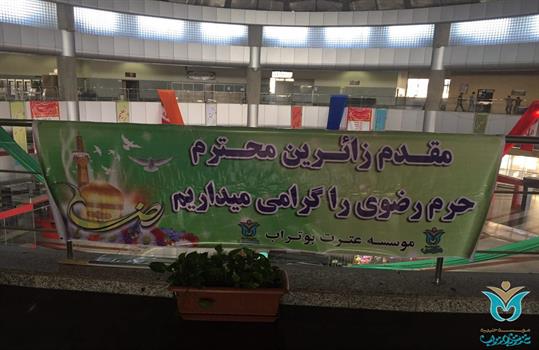 مقدم زائرین محترم
حرم رضوی را گرامی میداریم
موسسه عترت بوتراب